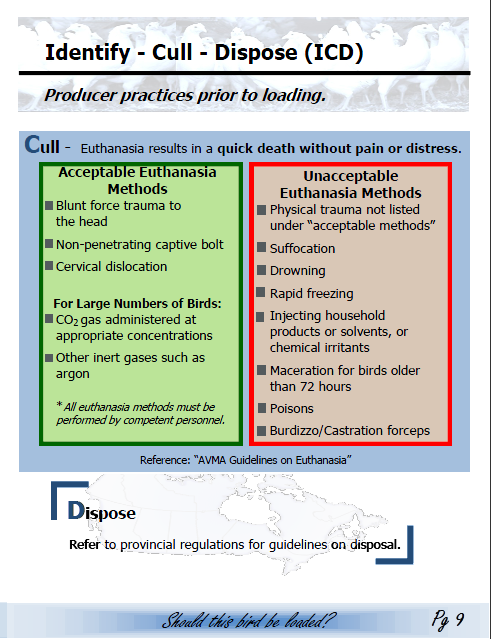 Identify - Cull - Dispose (ICD)
Producer practices prior to loading.
Cull - Euthanasia results in a quick death without pain or distress.
Acceptable Euthanasia
Methods
Blunt force trauma to
the head
Non-penetrating captive bolt
Cervical dislocation
For Large Numbers of Birds:
CO2 gas administered at
appropriate concentrations
Other inert gases such as
argon
*All euthanasia methods must be
performed by competent personnel.
Unacceptable
Euthanasia Methods
Physical trauma not listed
under “acceptable methods”
Suffocation
Drowning
Rapid freezing
Injecting household
products or solvents, or
chemical irritants
Maceration for birds older
than 72 hours
Poisons
Burdizzo/Castration forceps
Reference: “AVMA Guidelines on Euthanasia”
Dispose
Refer to provincial regulations for guidelines on disposal.
Should this bird be loaded?
Pg 9